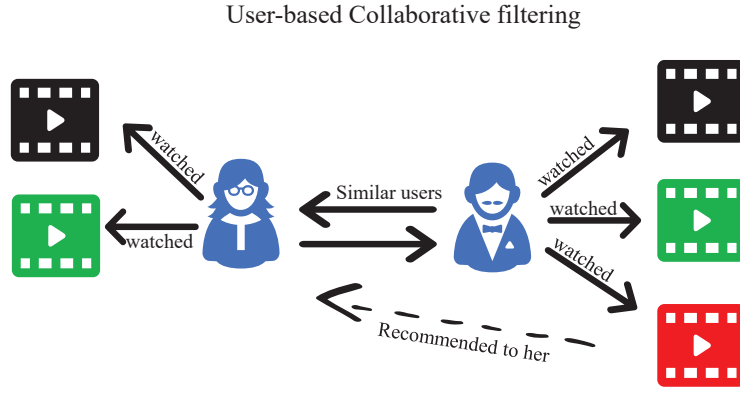 User-based Collaborative filtering
watched
watched
Similar users
watched
watched
watched
Recommended to her